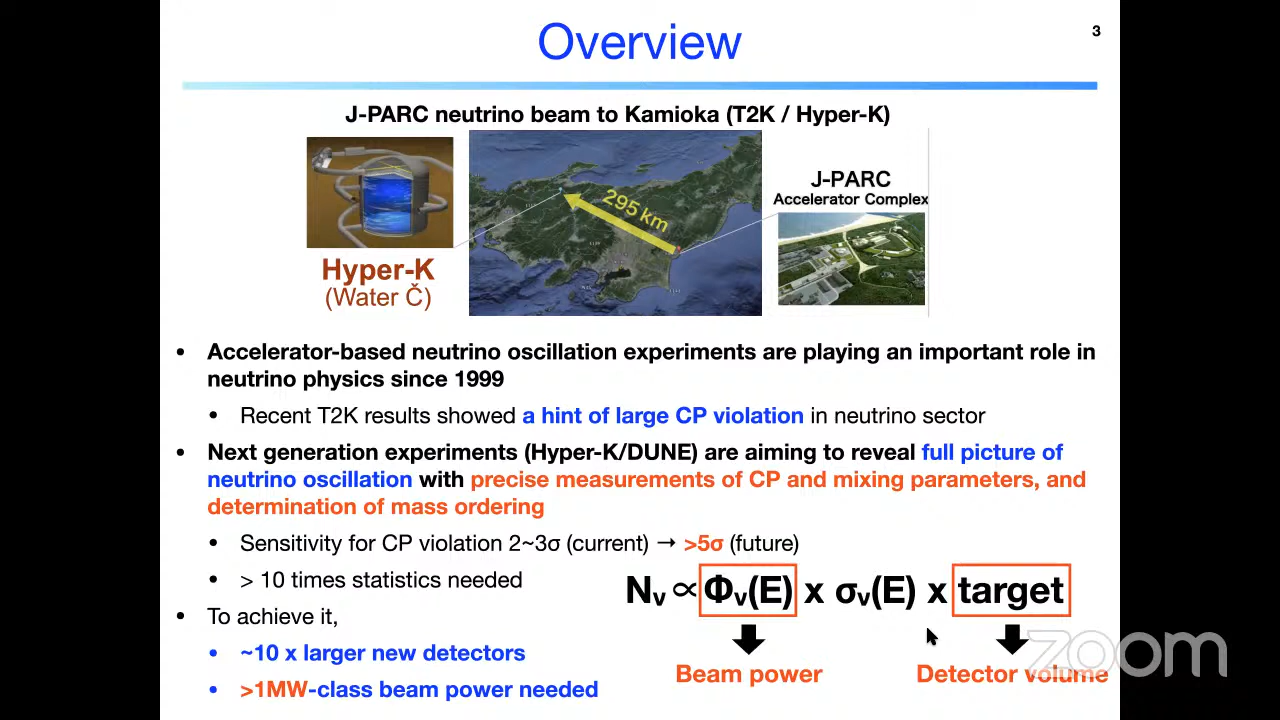 Overview
3
J-PARC neutrino beam to Kamioka (T2K / Hyper-K)
295 km
J-PARC
Accelerator Complex
Hyper-K
(Water Č)
• Accelerator-based neutrino oscillation experiments are playing an important role in
neutrino physics since 1999
• Recent T2K results showed a hint of large CP violation in neutrino sector
• Next generation experiments (Hyper-K/DUNE) are aiming to reveal full picture of
neutrino oscillation with precise measurements of CP and mixing parameters, and
determination of mass ordering
• Sensitivity for CP violation 2~3σ (current) → >5σ (future)
• > 10 times statistics needed
Nν ∝ Φν(E) x σν(E) x target
• To achieve it,
• ~10 x larger new detectors
• >1MW-class beam power needed
Beam power
Detector volume
zoom